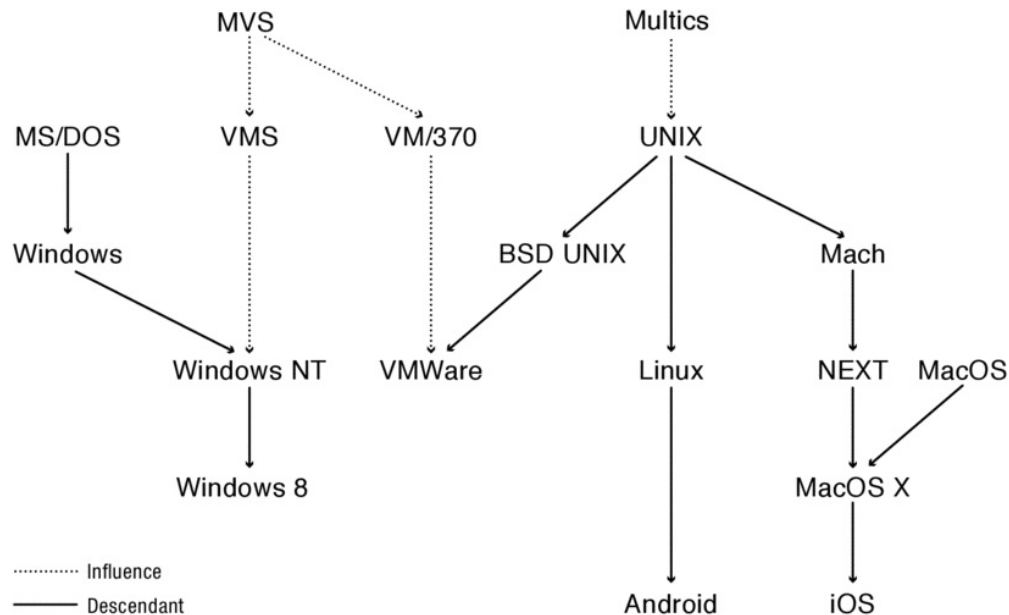 MVS
Multics
MS/DOS
VMS
VM/370
UNIX
Windows
BSD UNIX
Mach
Windows NT
VMWare
Linux
NEXT
MacOS
Windows 8
MacOS X
Influence
Descendant
Android
iOS